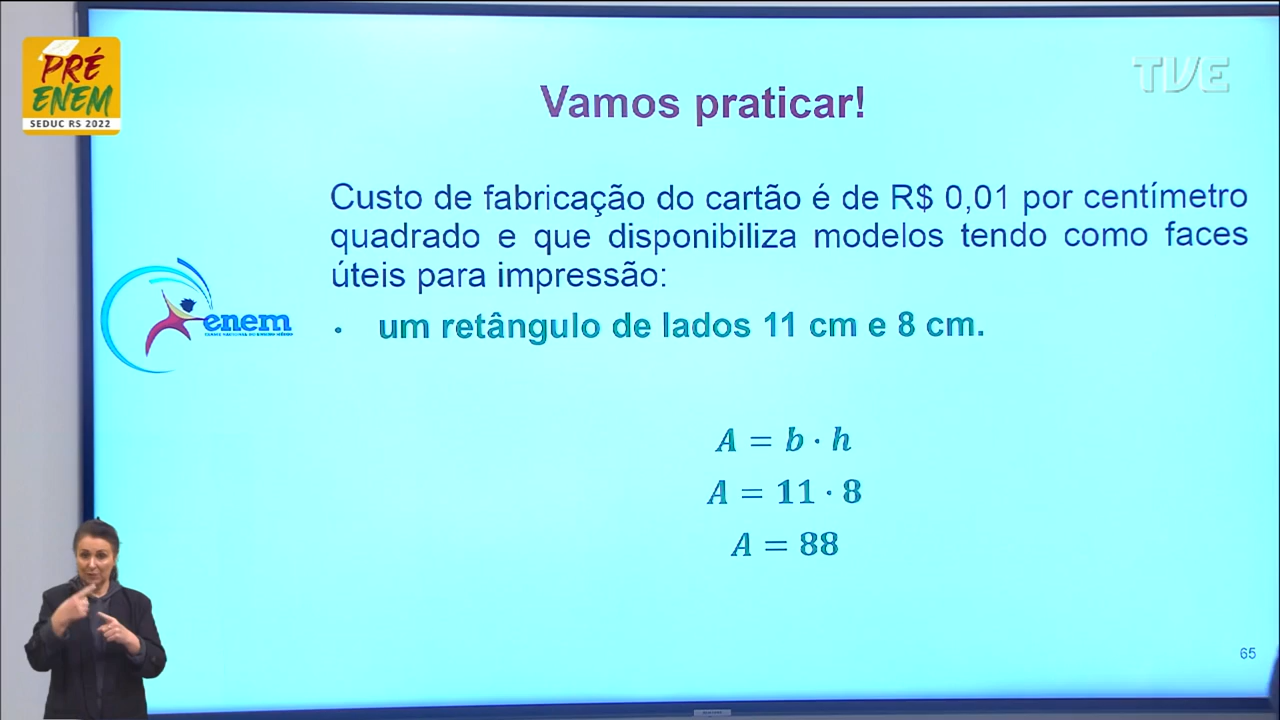 PRÉ
ENEM
SEDUC RS 2022
TVE
Vamos praticar!
Custo de fabricação do cartão é de R$ 0,01 por centímetro
quadrado e que disponibiliza modelos tendo como faces
úteis para impressão:
enem
• um retângulo de lados 11 cm e 8 cm.
A = b · h
A = 11 · 8
A = 88
65